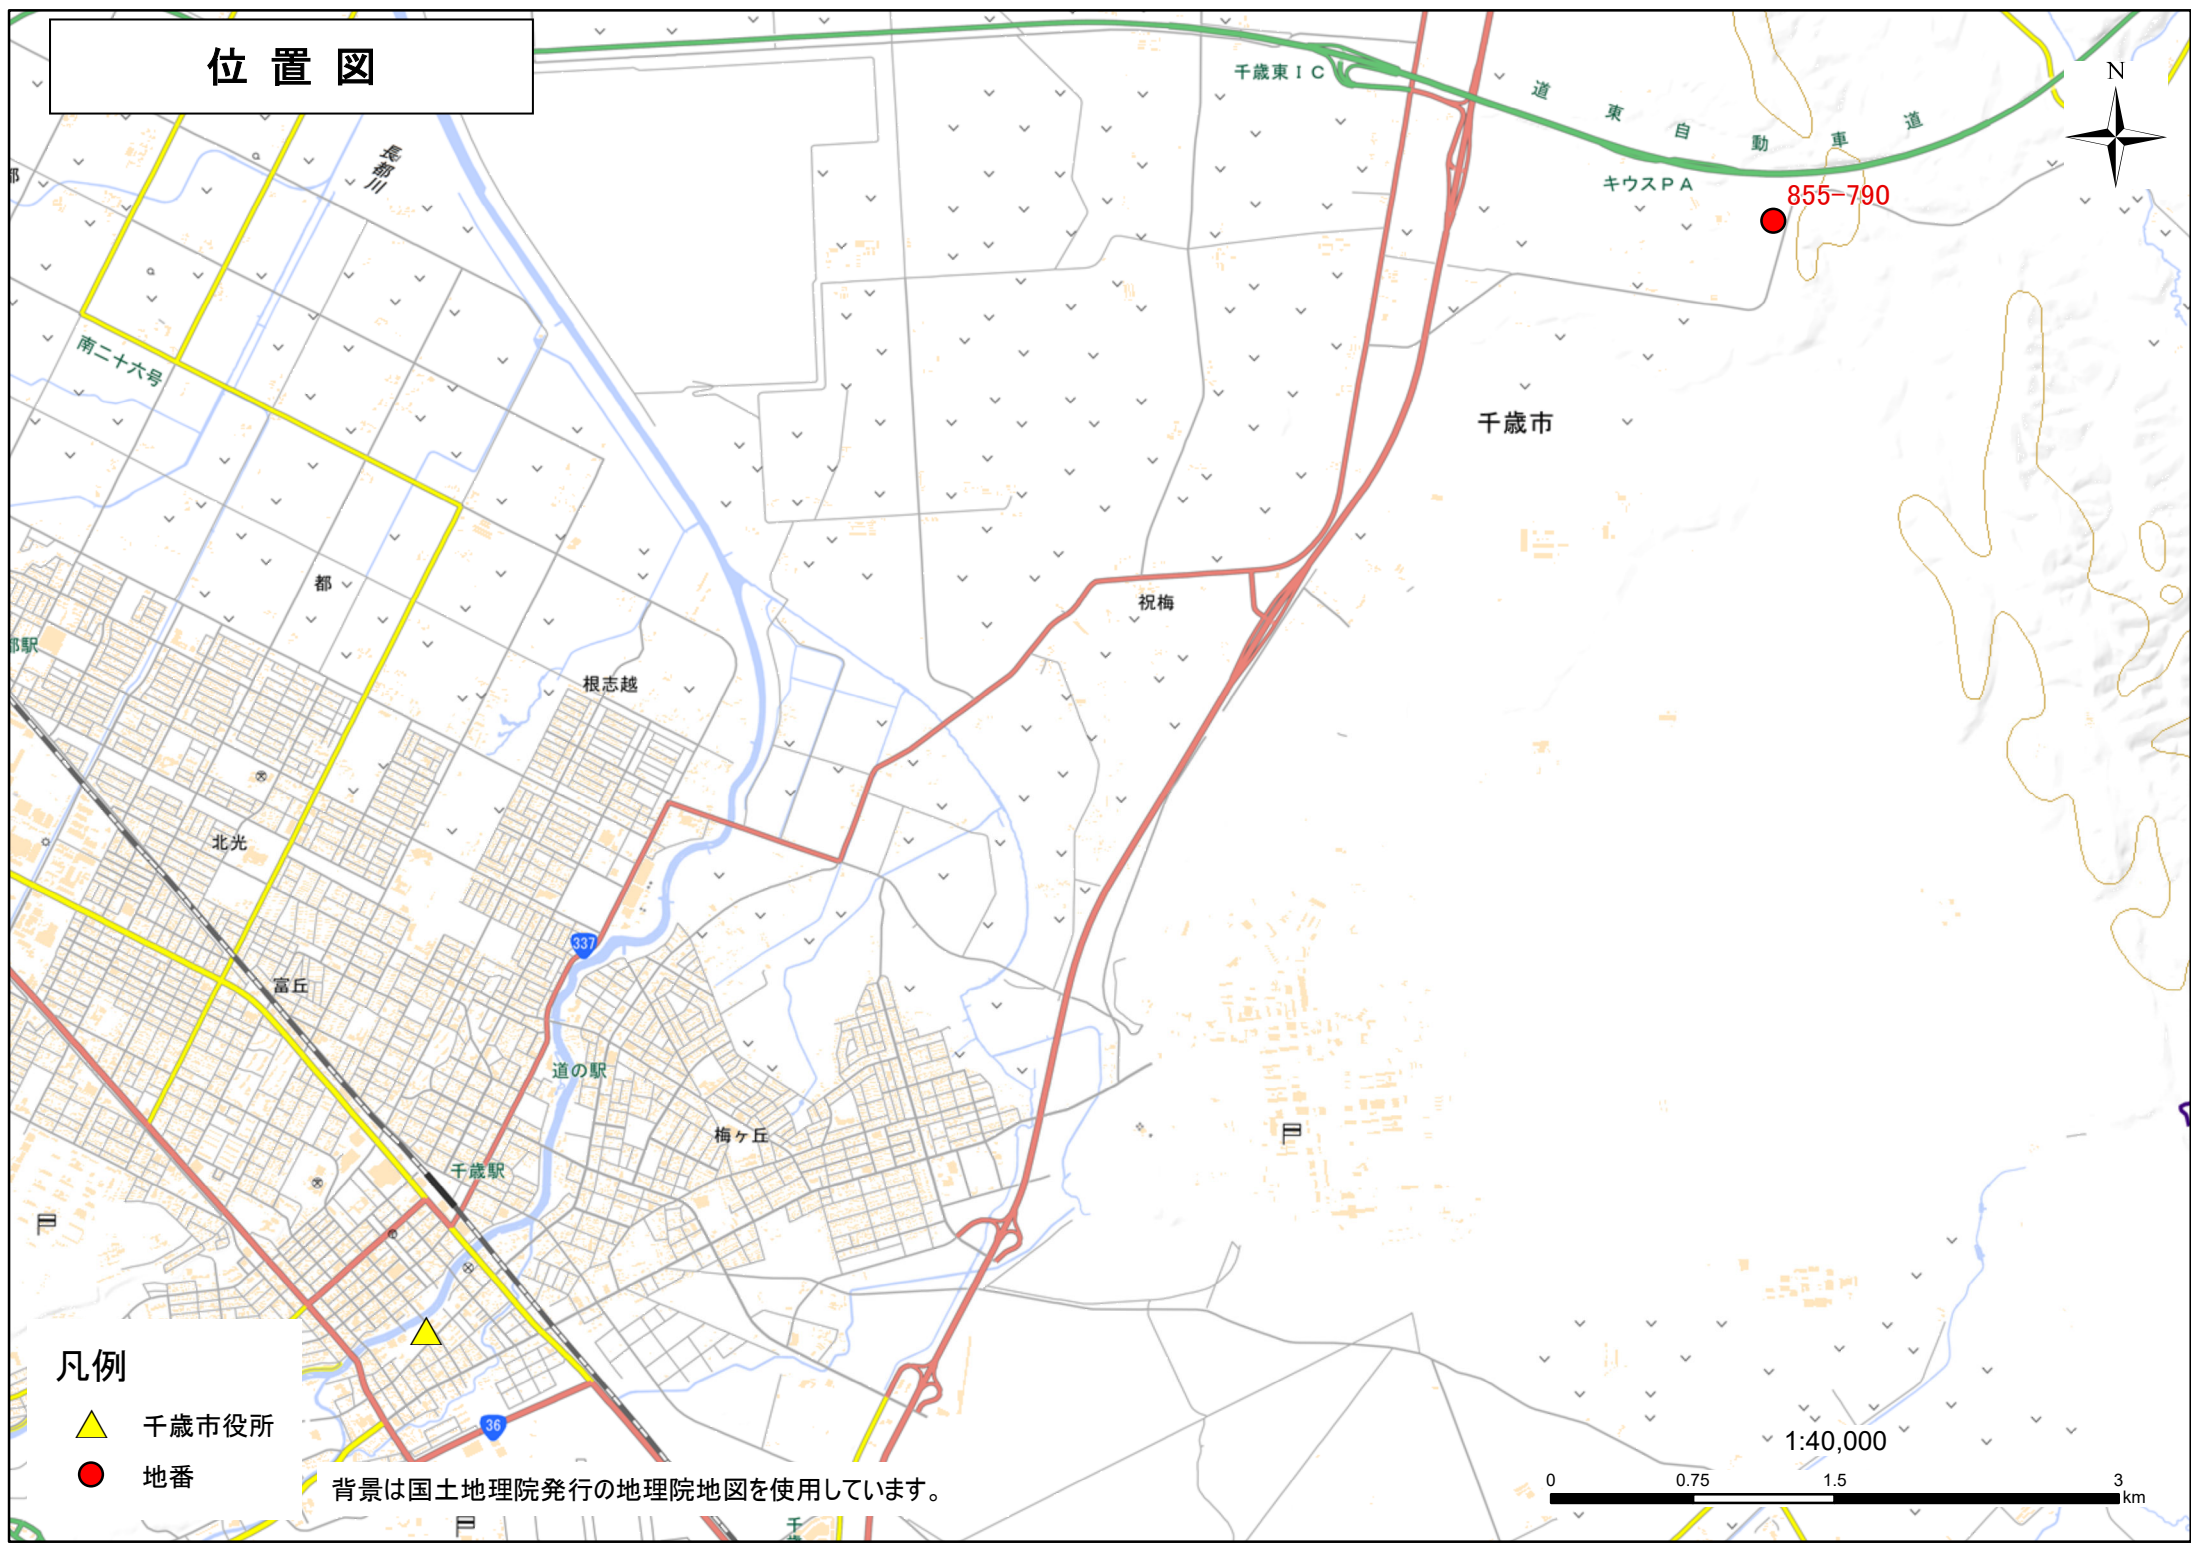 位置図
千歳東IC
道東自動車道
N
キウスPA
855-790
長都川
南二十六号
千歳市
都
祝梅
部駅
根志越
北光
337
富丘
道の駅
梅ヶ丘
千歳駅
凡例
千歳市役所
地番
36
背景は国土地理院発行の地理院地図を使用しています。
1:40,000
0 0.75 1.5 3
km